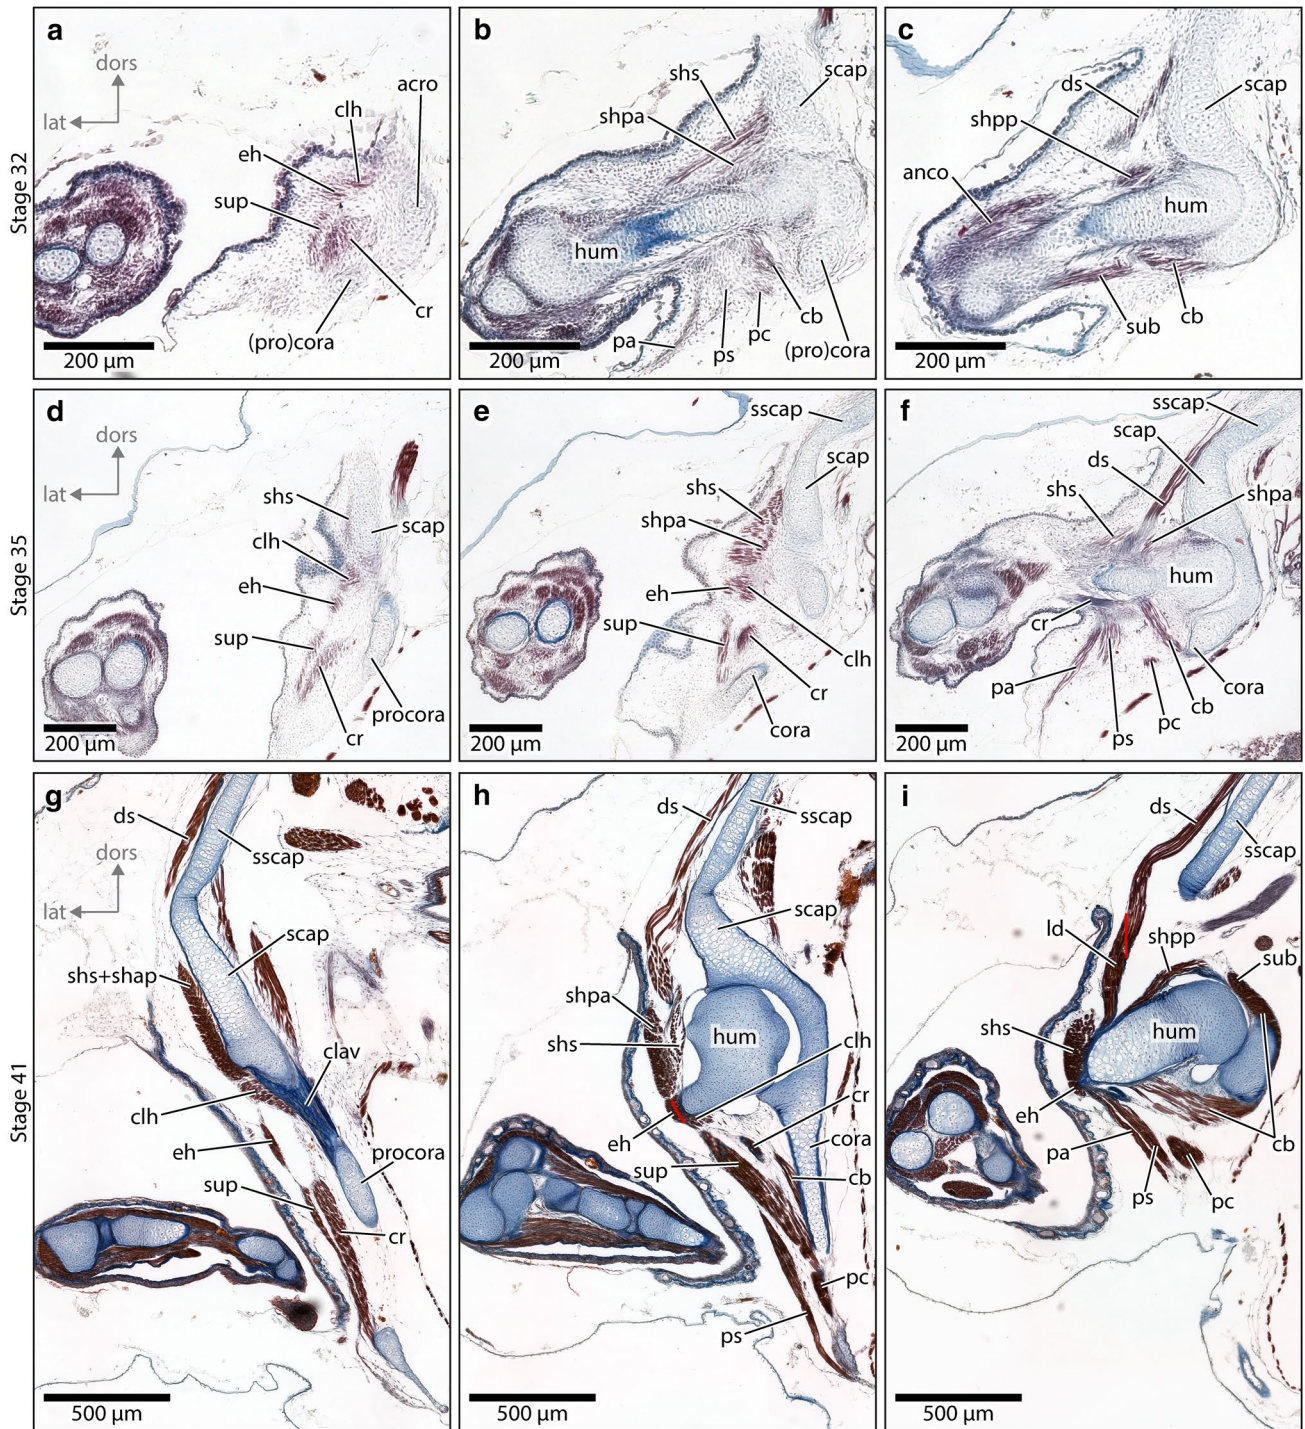 a
dors
lat
acro
clh
eh
sup
cr
(pro)cora
200 µm
Stage 32
b
shs
scap
shpa
hum
pa
ps
pc
cb
(pro)cora
200 µm
c
ds
scap
shpp
anco
hum
sub
cb
200 µm
d
dors
lat
shs
scap
clh
eh
sup
procora
cr
200 µm
Stage 35
e
sscap
scap
shs
shpa
eh
sup
clh
cr
cora
200 µm
f
sscap
scap
ds
shs
shpa
hum
cr
pa
cora
cb
pc
ps
200 µm
g
ds
sscap
dors
lat
scap
shs+shap
clav
clh
eh
procora
sup
cr
500 µm
Stage 41
h
ds
sscap
scap
shpa
hum
shs
clh
cr
eh
cora
sup
cb
pc
ps
500 µm
i
ds
sscap
ld
shpp
sub
shs
hum
eh
cb
pa
ps
pc
500 µm